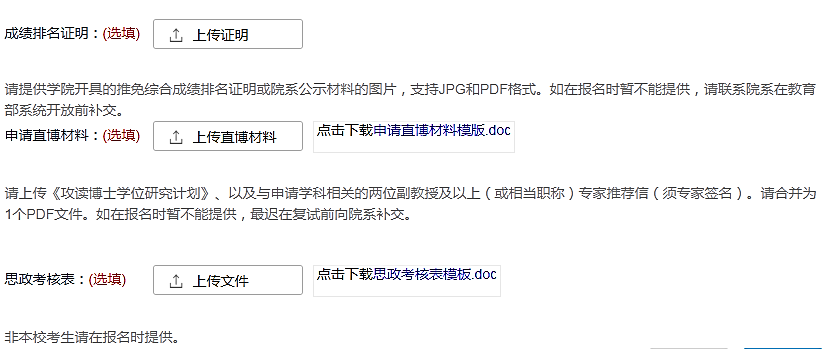 成绩排名证明：(选填) 上传证明
请提供学院开具的推免综合成绩排名证明或院系公示材料的图片，支持JPG和PDF格式。如在报名时暂不能提供，请联系院系在教育
部系统开放前补交。
申请直博材料：(选填) 上传直博材料 点击下载申请直博材料模版.doc
请上传《攻读博士学位研究计划》、以及与申请学科相关的两位副教授及以上（或相当职称）专家推荐信（须专家签名）。请合并为
1个PDF文件。如在报名时暂不能提供，最迟在复试前向院系补交。
思政考核表：(选填) 上传文件 点击下载思政考核表模板.doc
非本校考生请在报名时提供。